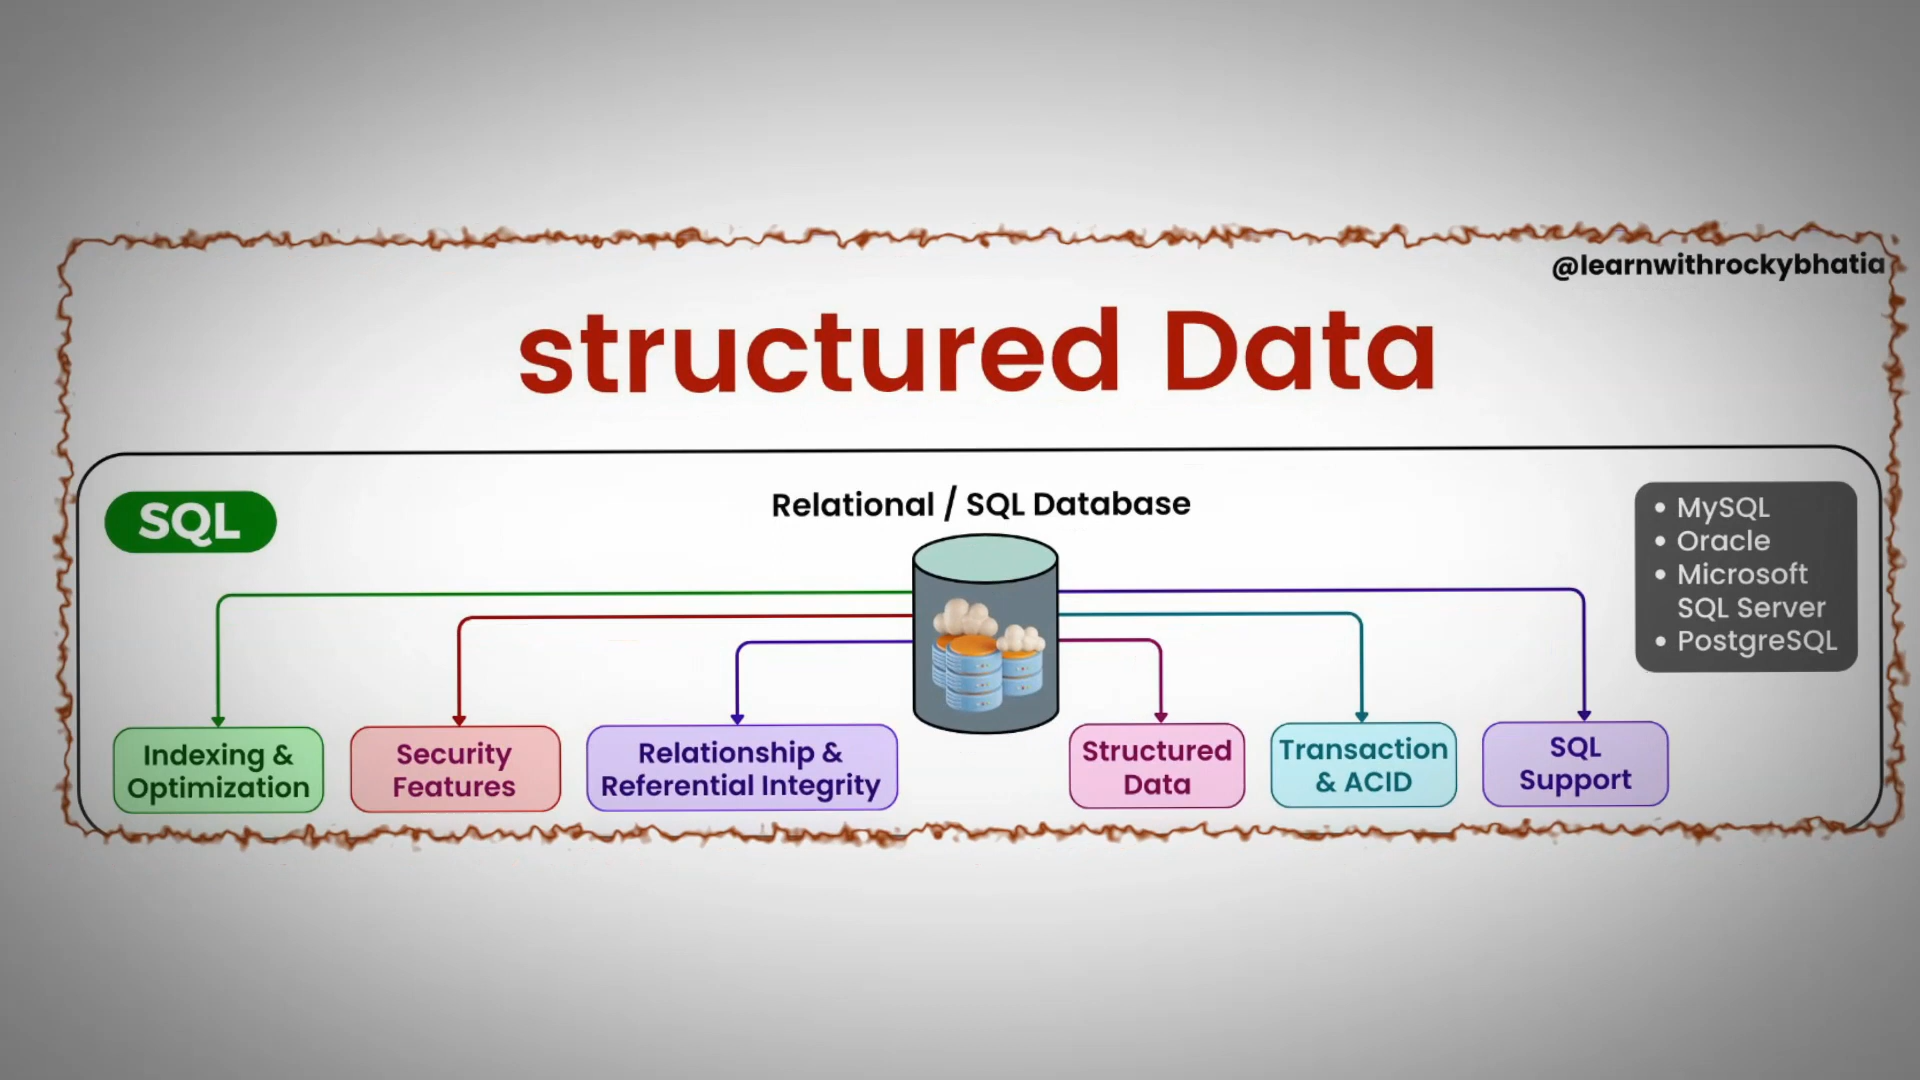 @learnwithrockybhatia
structured Data
SQL
Relational / SQL Database
• MySQL
• Oracle
• Microsoft
SQL Server
• PostgreSQL
Indexing &
Optimization
Security
Features
Relationship &
Referential Integrity
Structured
Data
Transaction
& ACID
SQL
Support